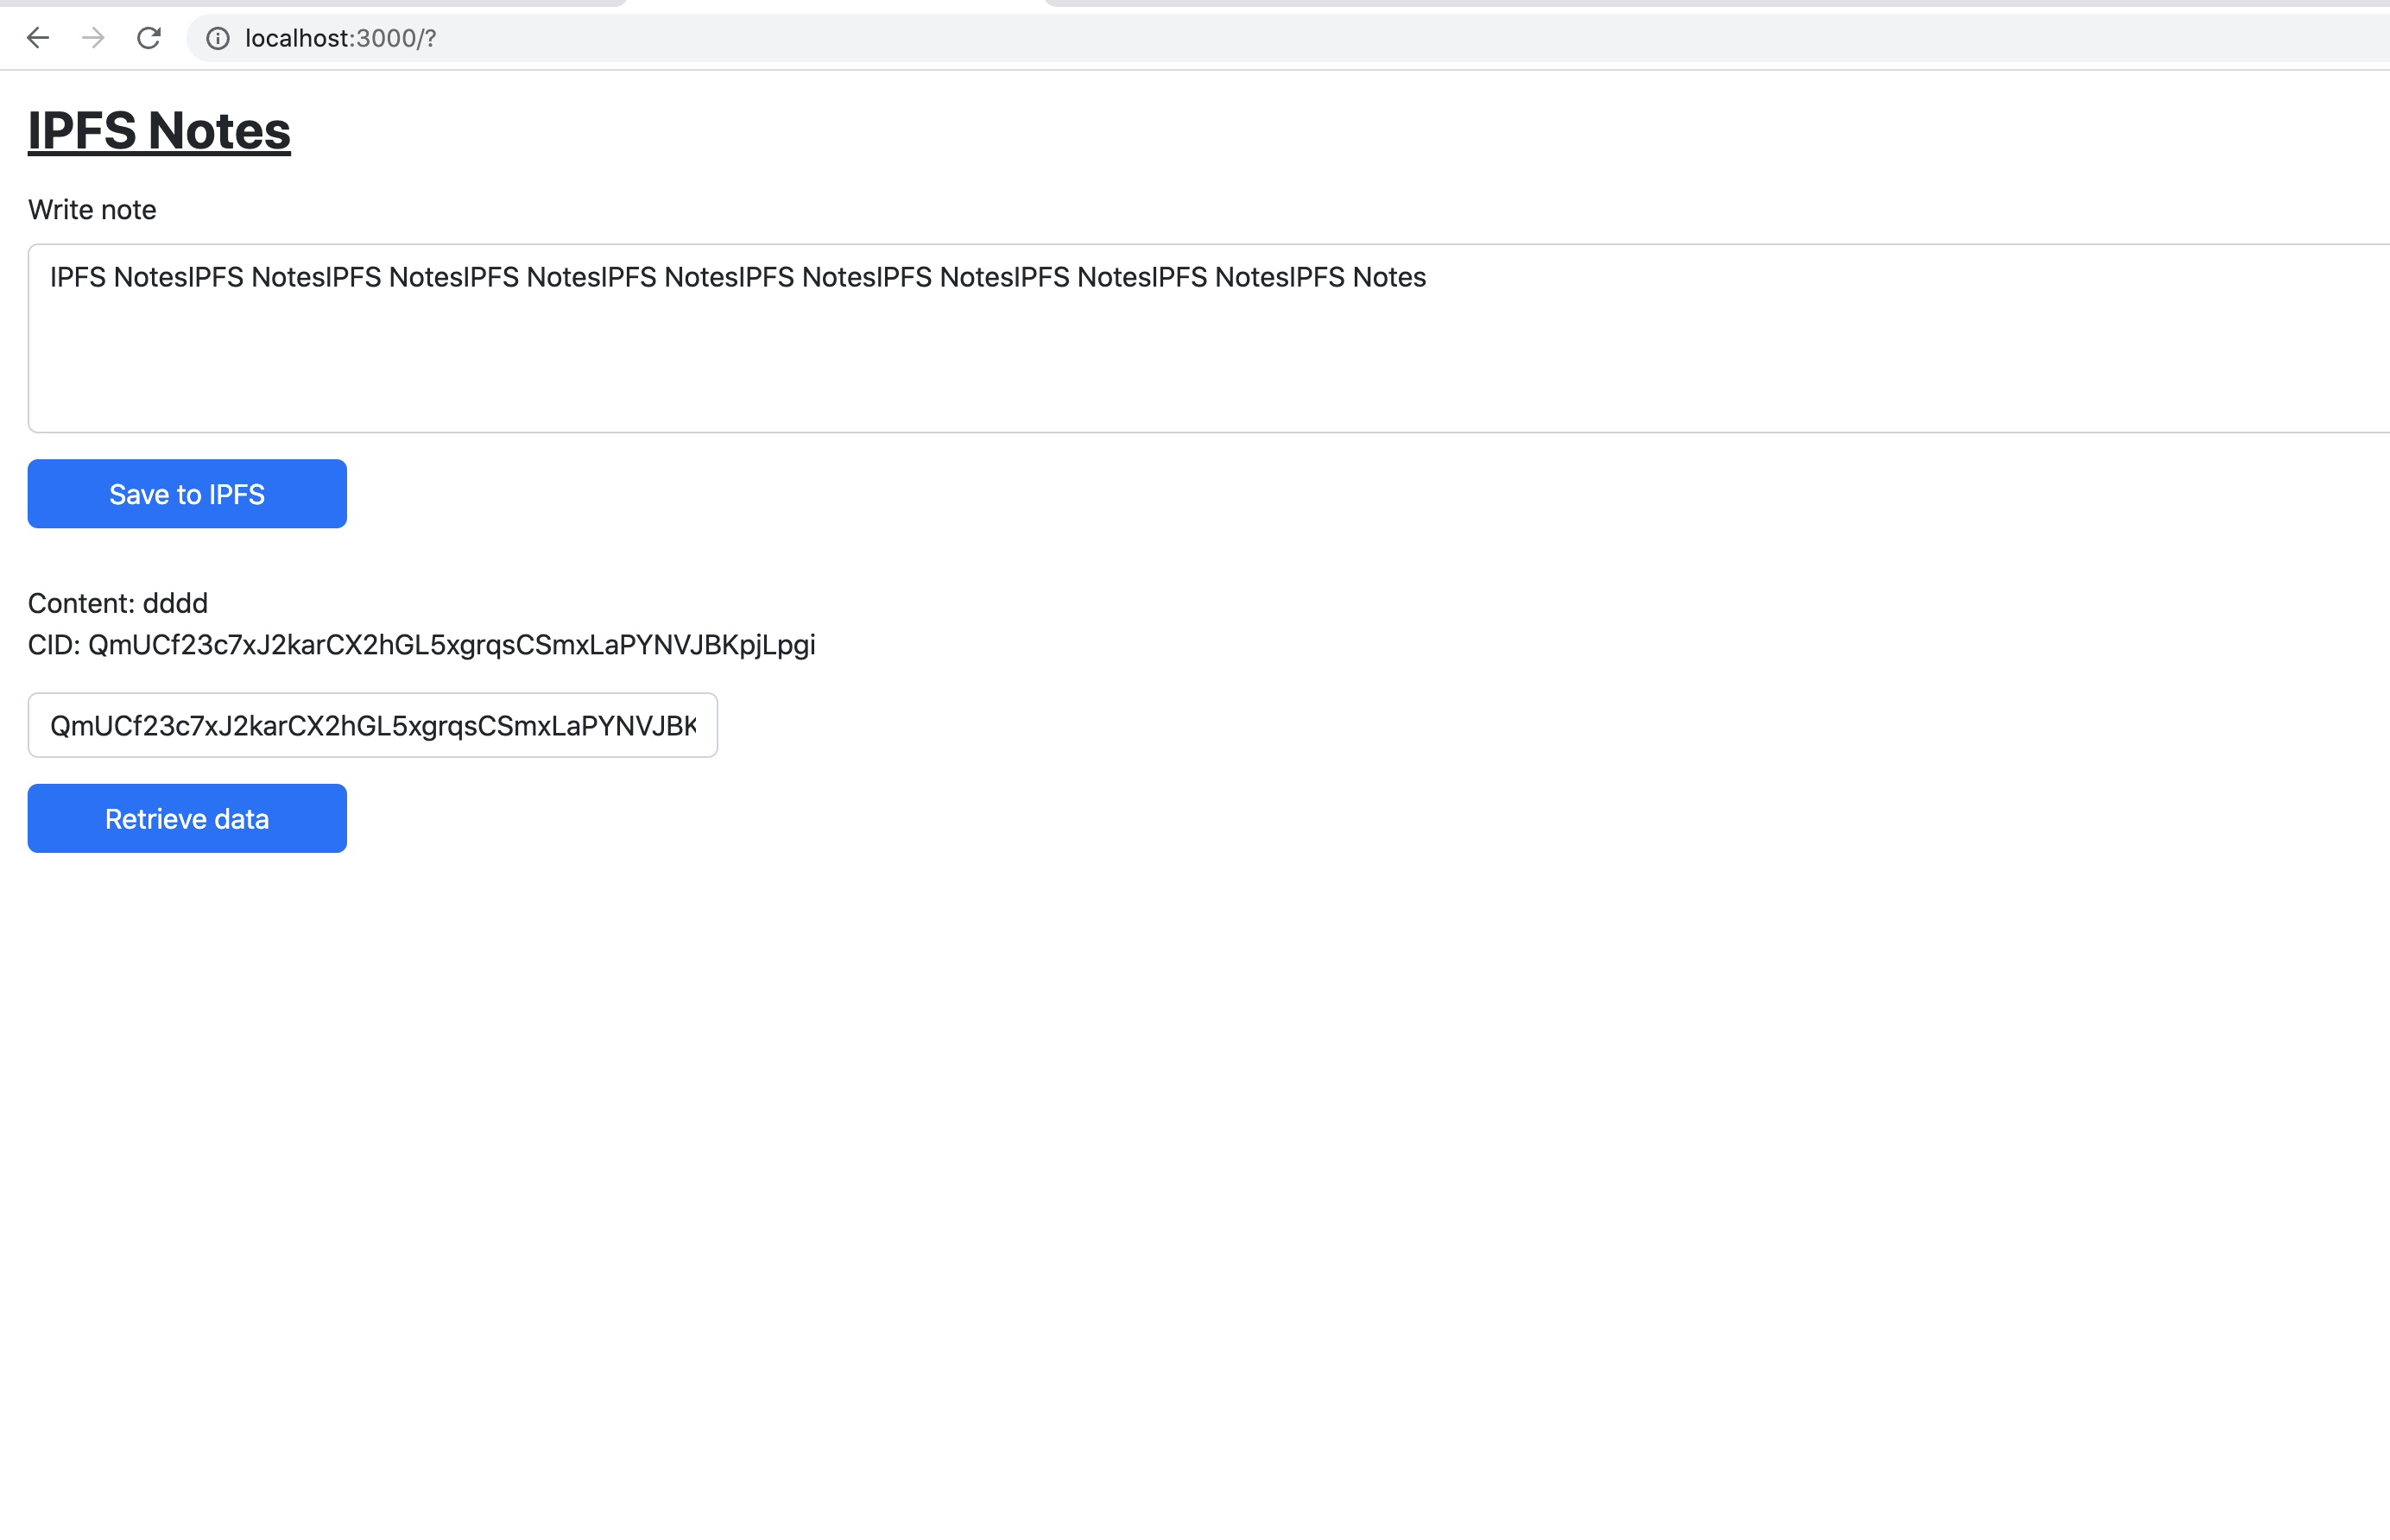 localhost:3000/?
IPFS Notes
Write note
IPFS NotesIPFS NotesIPFS NotesIPFS NotesIPFS NotesIPFS NotesIPFS NotesIPFS NotesIPFS NotesIPFS Notes
Save to IPFS
Content: dddd
CID: QmUCf23c7xJ2karCX2hGL5xgrqsCSmxLaPYNVJBKpjLpgi
QmUCf23c7xJ2karCX2hGL5xgrqsCSmxLaPYNVJBK
Retrieve data